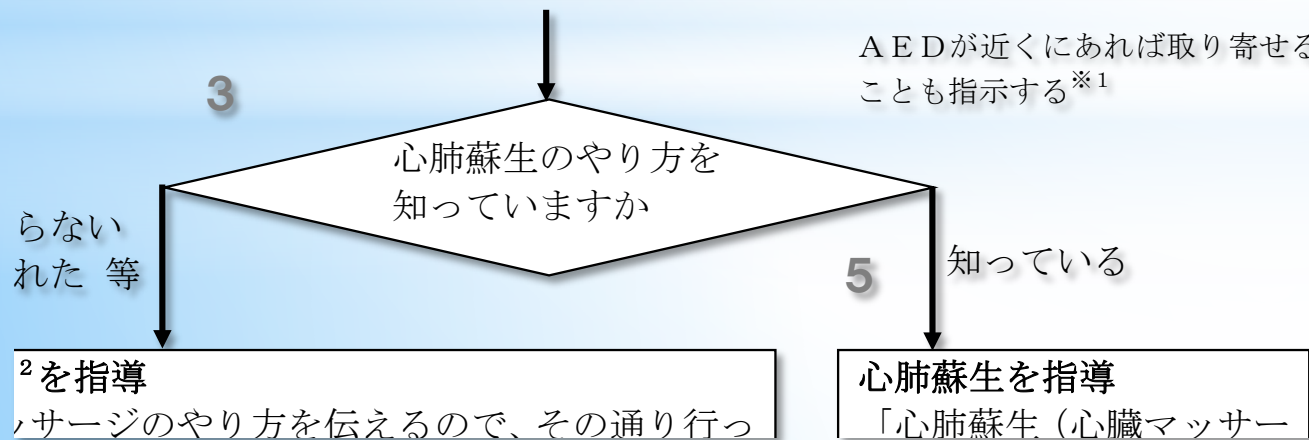 ＡＥＤが近くにあれば取り寄せる
ことも指示する※1
3
心肺蘇生のやり方を
知っていますか
らない
れた 等
5
知っている
2を指導
ッサージのやり方を伝えるので、その通り行っ
心肺蘇生を指導
「心肺蘇生（心臓マッサー